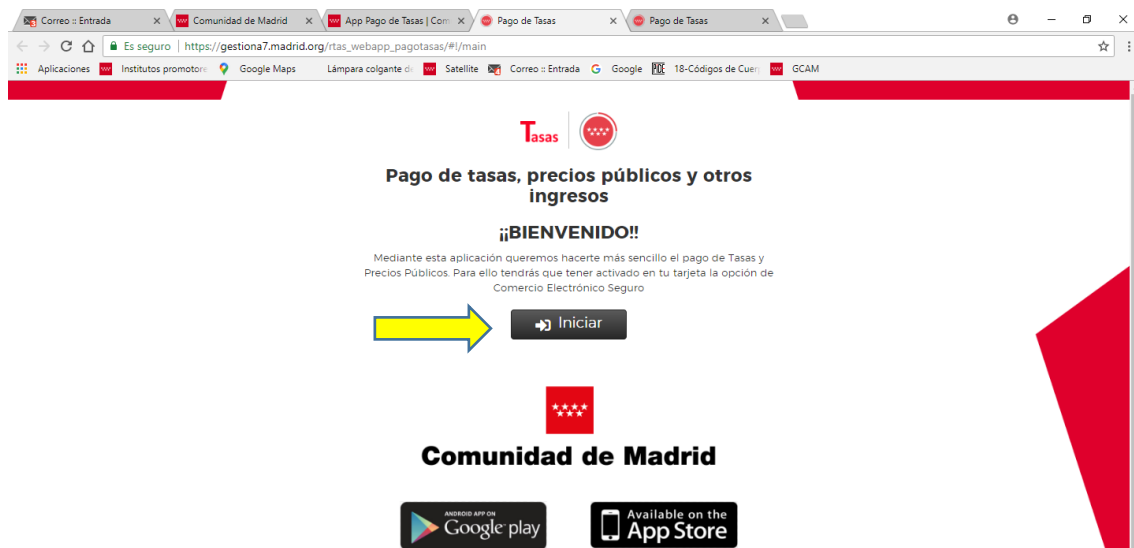 Correo :: Entrada
Comunidad de Madrid
App Pago de Tasas | Com
Pago de Tasas
Pago de Tasas
Es seguro | https://gestiona7.madrid.org/rtas_webapp_pagotasas/#!/main
Aplicaciones Institutos promotore Google Maps Lámpara colgante de Satellite Correo :: Entrada Google 18-Códigos de Cuer GCAM
Tasas
Pago de tasas, precios públicos y otros
ingresos
¡¡BIENVENIDO!!
Mediante esta aplicación queremos hacerte más sencillo el pago de Tasas y
Precios Públicos. Para ello tendrás que tener activado en tu tarjeta la opción de
Comercio Electrónico Seguro
Iniciar
Comunidad de Madrid
ANDROID APP ON
Google play
Available on the
App Store